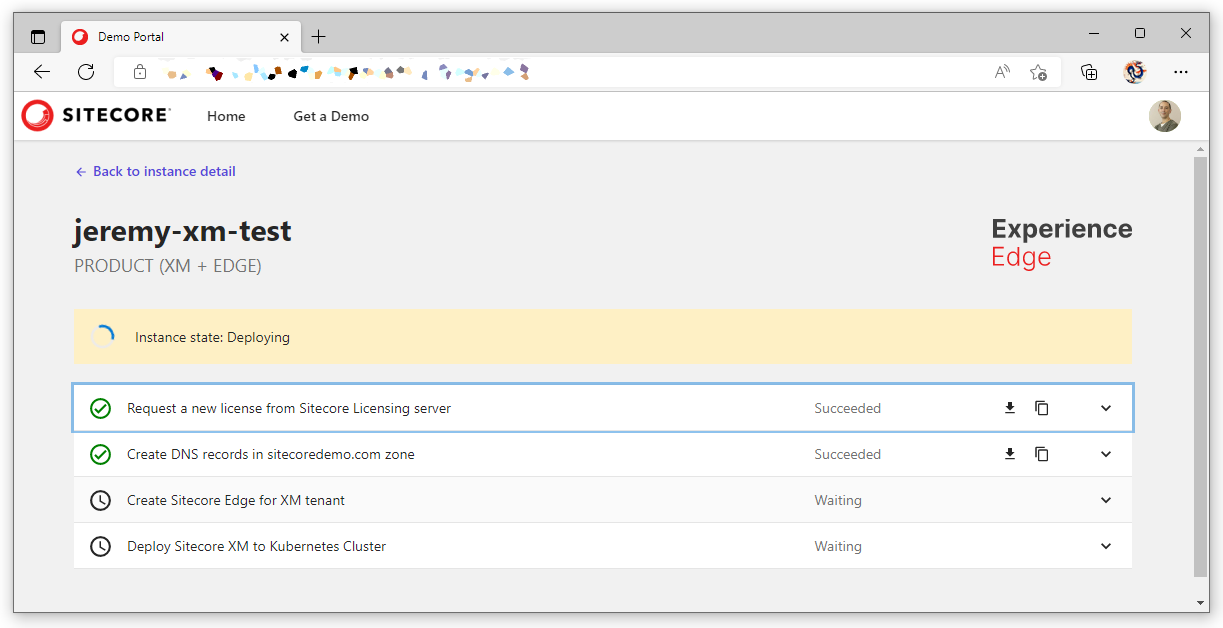 Demo Portal
SITECORE
Home
Get a Demo
Back to instance detail
jeremy-xm-test
PRODUCT (XM + EDGE)
Experience
Edge
Instance state: Deploying
Request a new license from Sitecore Licensing server Succeeded
Create DNS records in sitecoredemo.com zone Succeeded
Create Sitecore Edge for XM tenant Waiting
Deploy Sitecore XM to Kubernetes Cluster Waiting